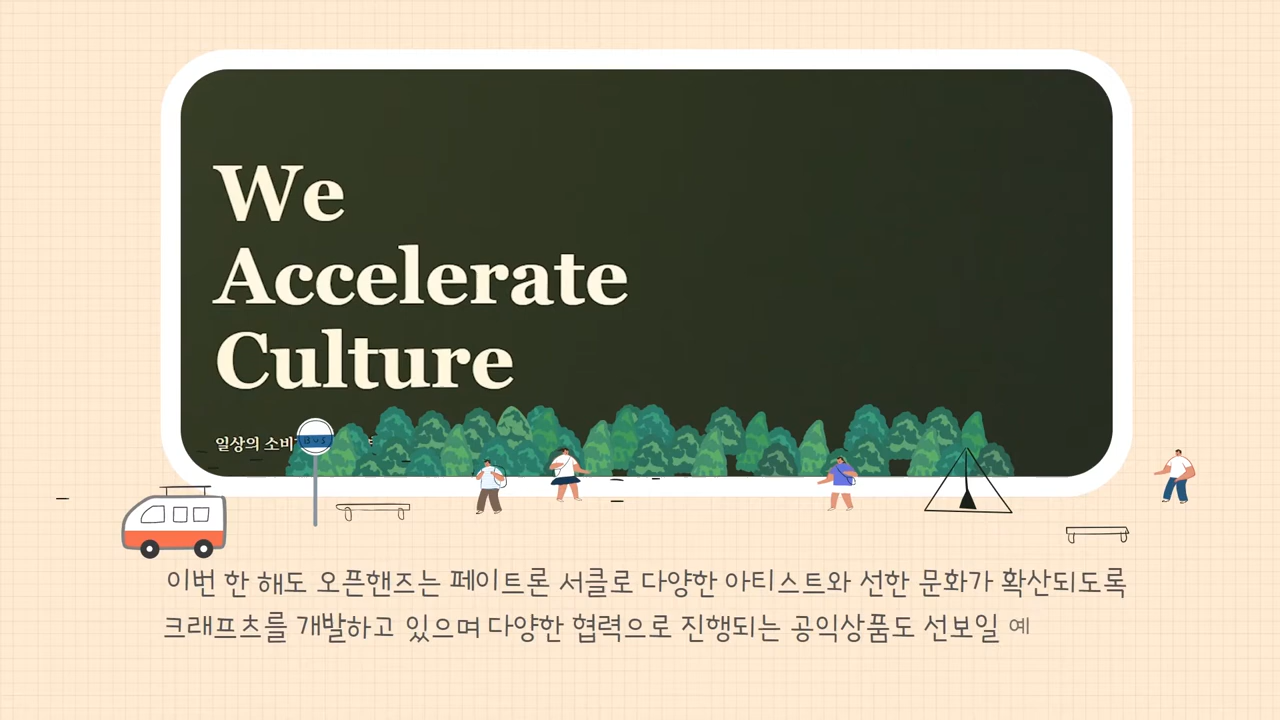 We
Accelerate
Culture
일상의 소비
BUS
이번 한 해도 오픈핸즈는 페이트론 서클로 다양한 아티스트와 선한 문화가 확산되도록
크래프츠를 개발하고 있으며 다양한 협력으로 진행되는 공익상품도 선보일 예